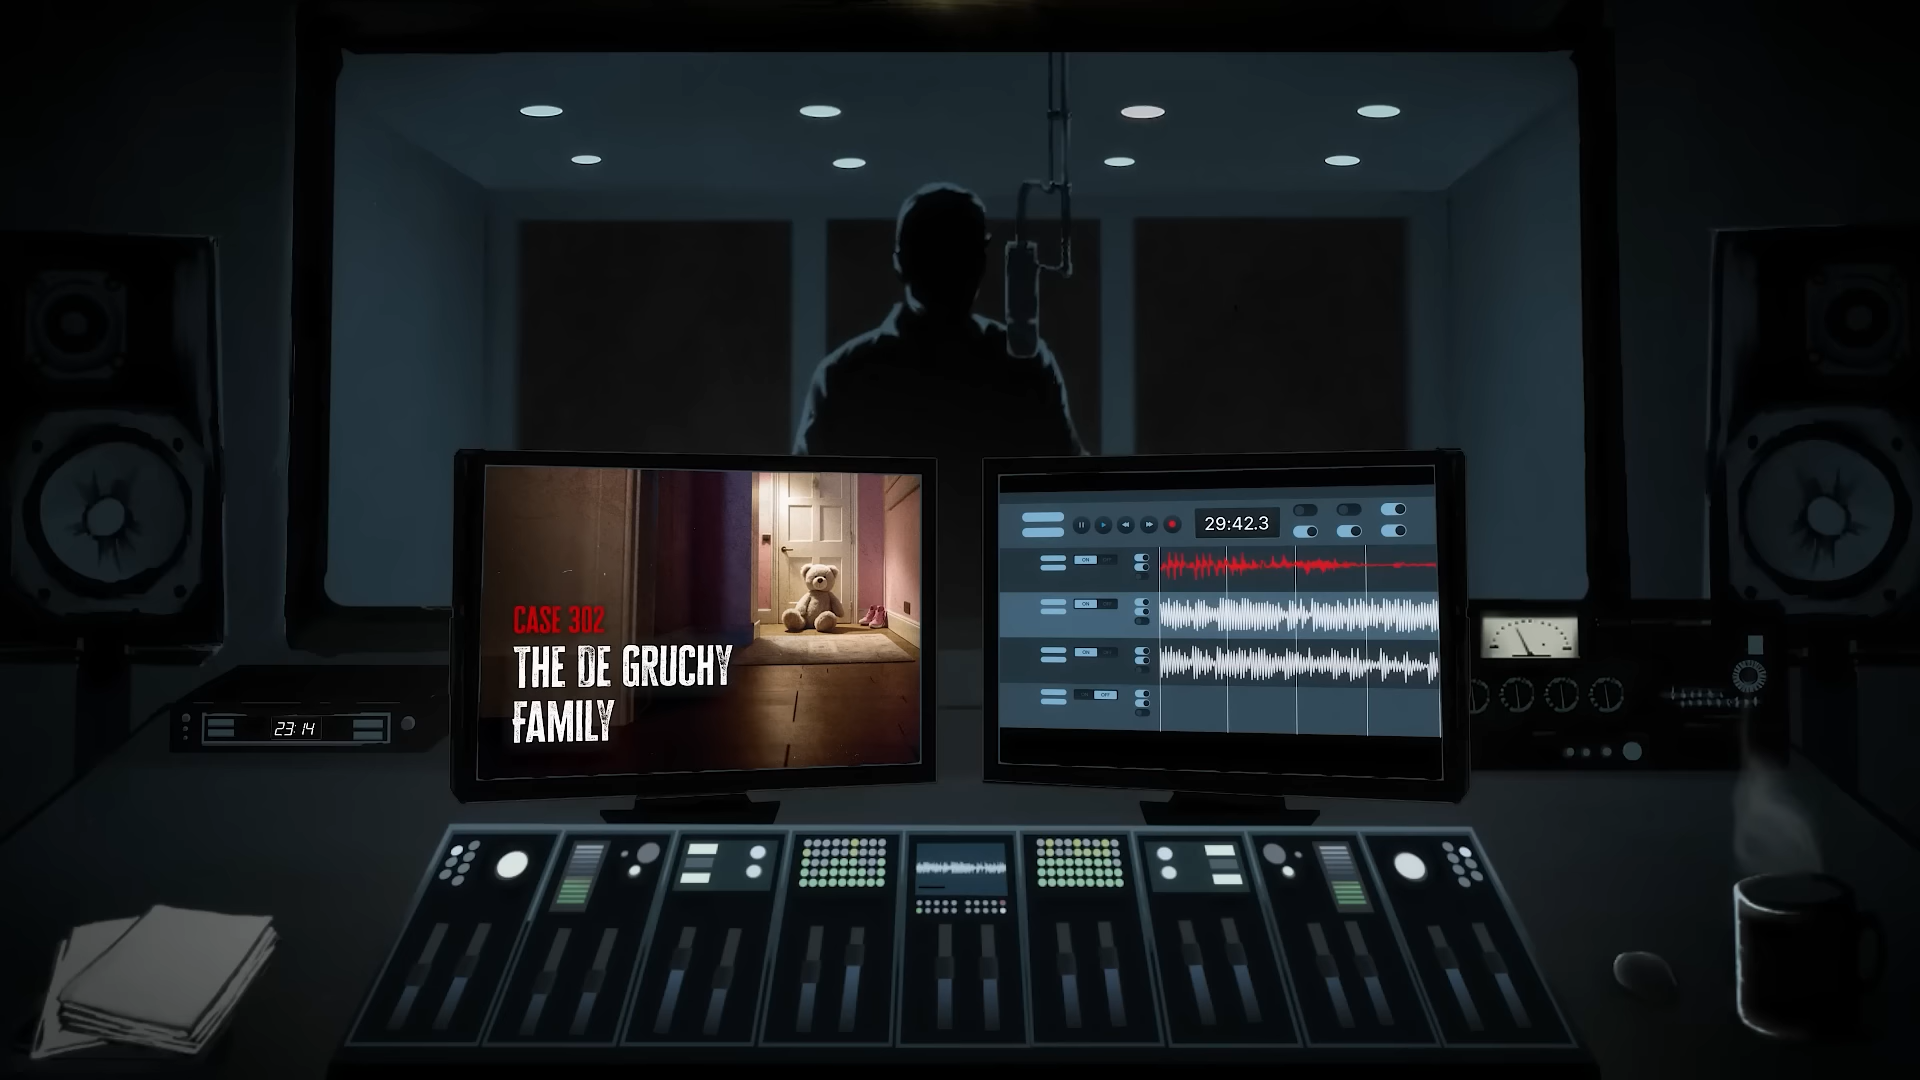 CASE 302
THE DE GRUCHY
FAMILY
29:42.3
ON
ON
ON
OFF
23:14